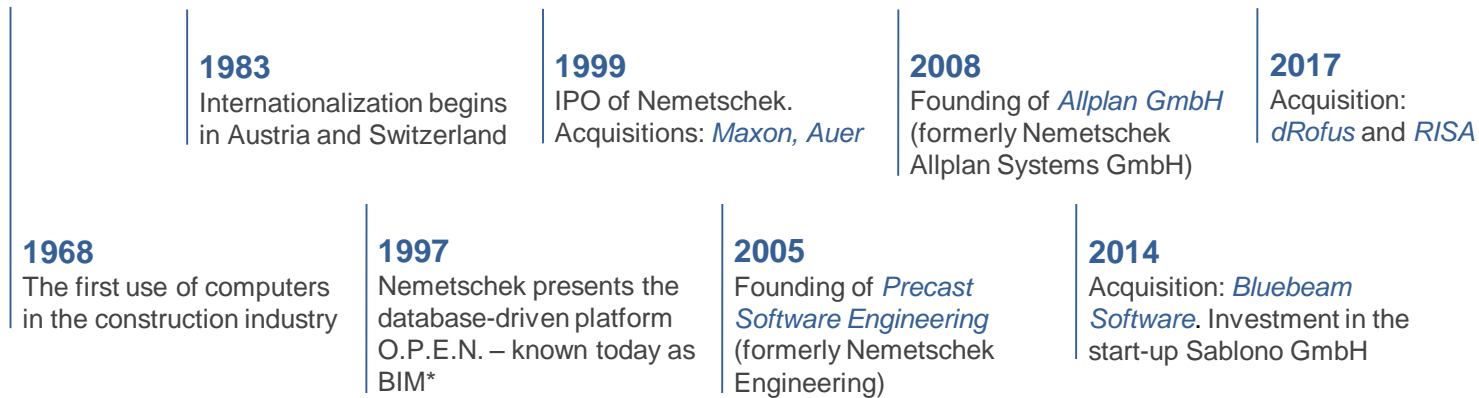 1983
Internationalization begins
in Austria and Switzerland
1999
IPO of Nemetschek.
Acquisitions: Maxon, Auer
2008
Founding of Allplan GmbH
(formerly Nemetschek
Allplan Systems GmbH)
2017
Acquisition:
dRofus and RISA
1968
The first use of computers
in the construction industry
1997
Nemetschek presents the
database-driven platform
O.P.E.N. – known today as
BIM*
2005
Founding of Precast
Software Engineering
(formerly Nemetschek
Engineering)
2014
Acquisition: Bluebeam
Software. Investment in the
start-up Sablono GmbH